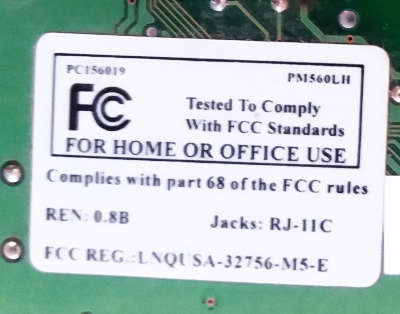 PC156019 PM560LH
FC Tested To Comply
With FCC Standards
FOR HOME OR OFFICE USE
Complies with part 68 of the FCC rules
REN: 0.8B Jacks: RJ-11C
FCC REG.:LNQUSA-32756-M5-E